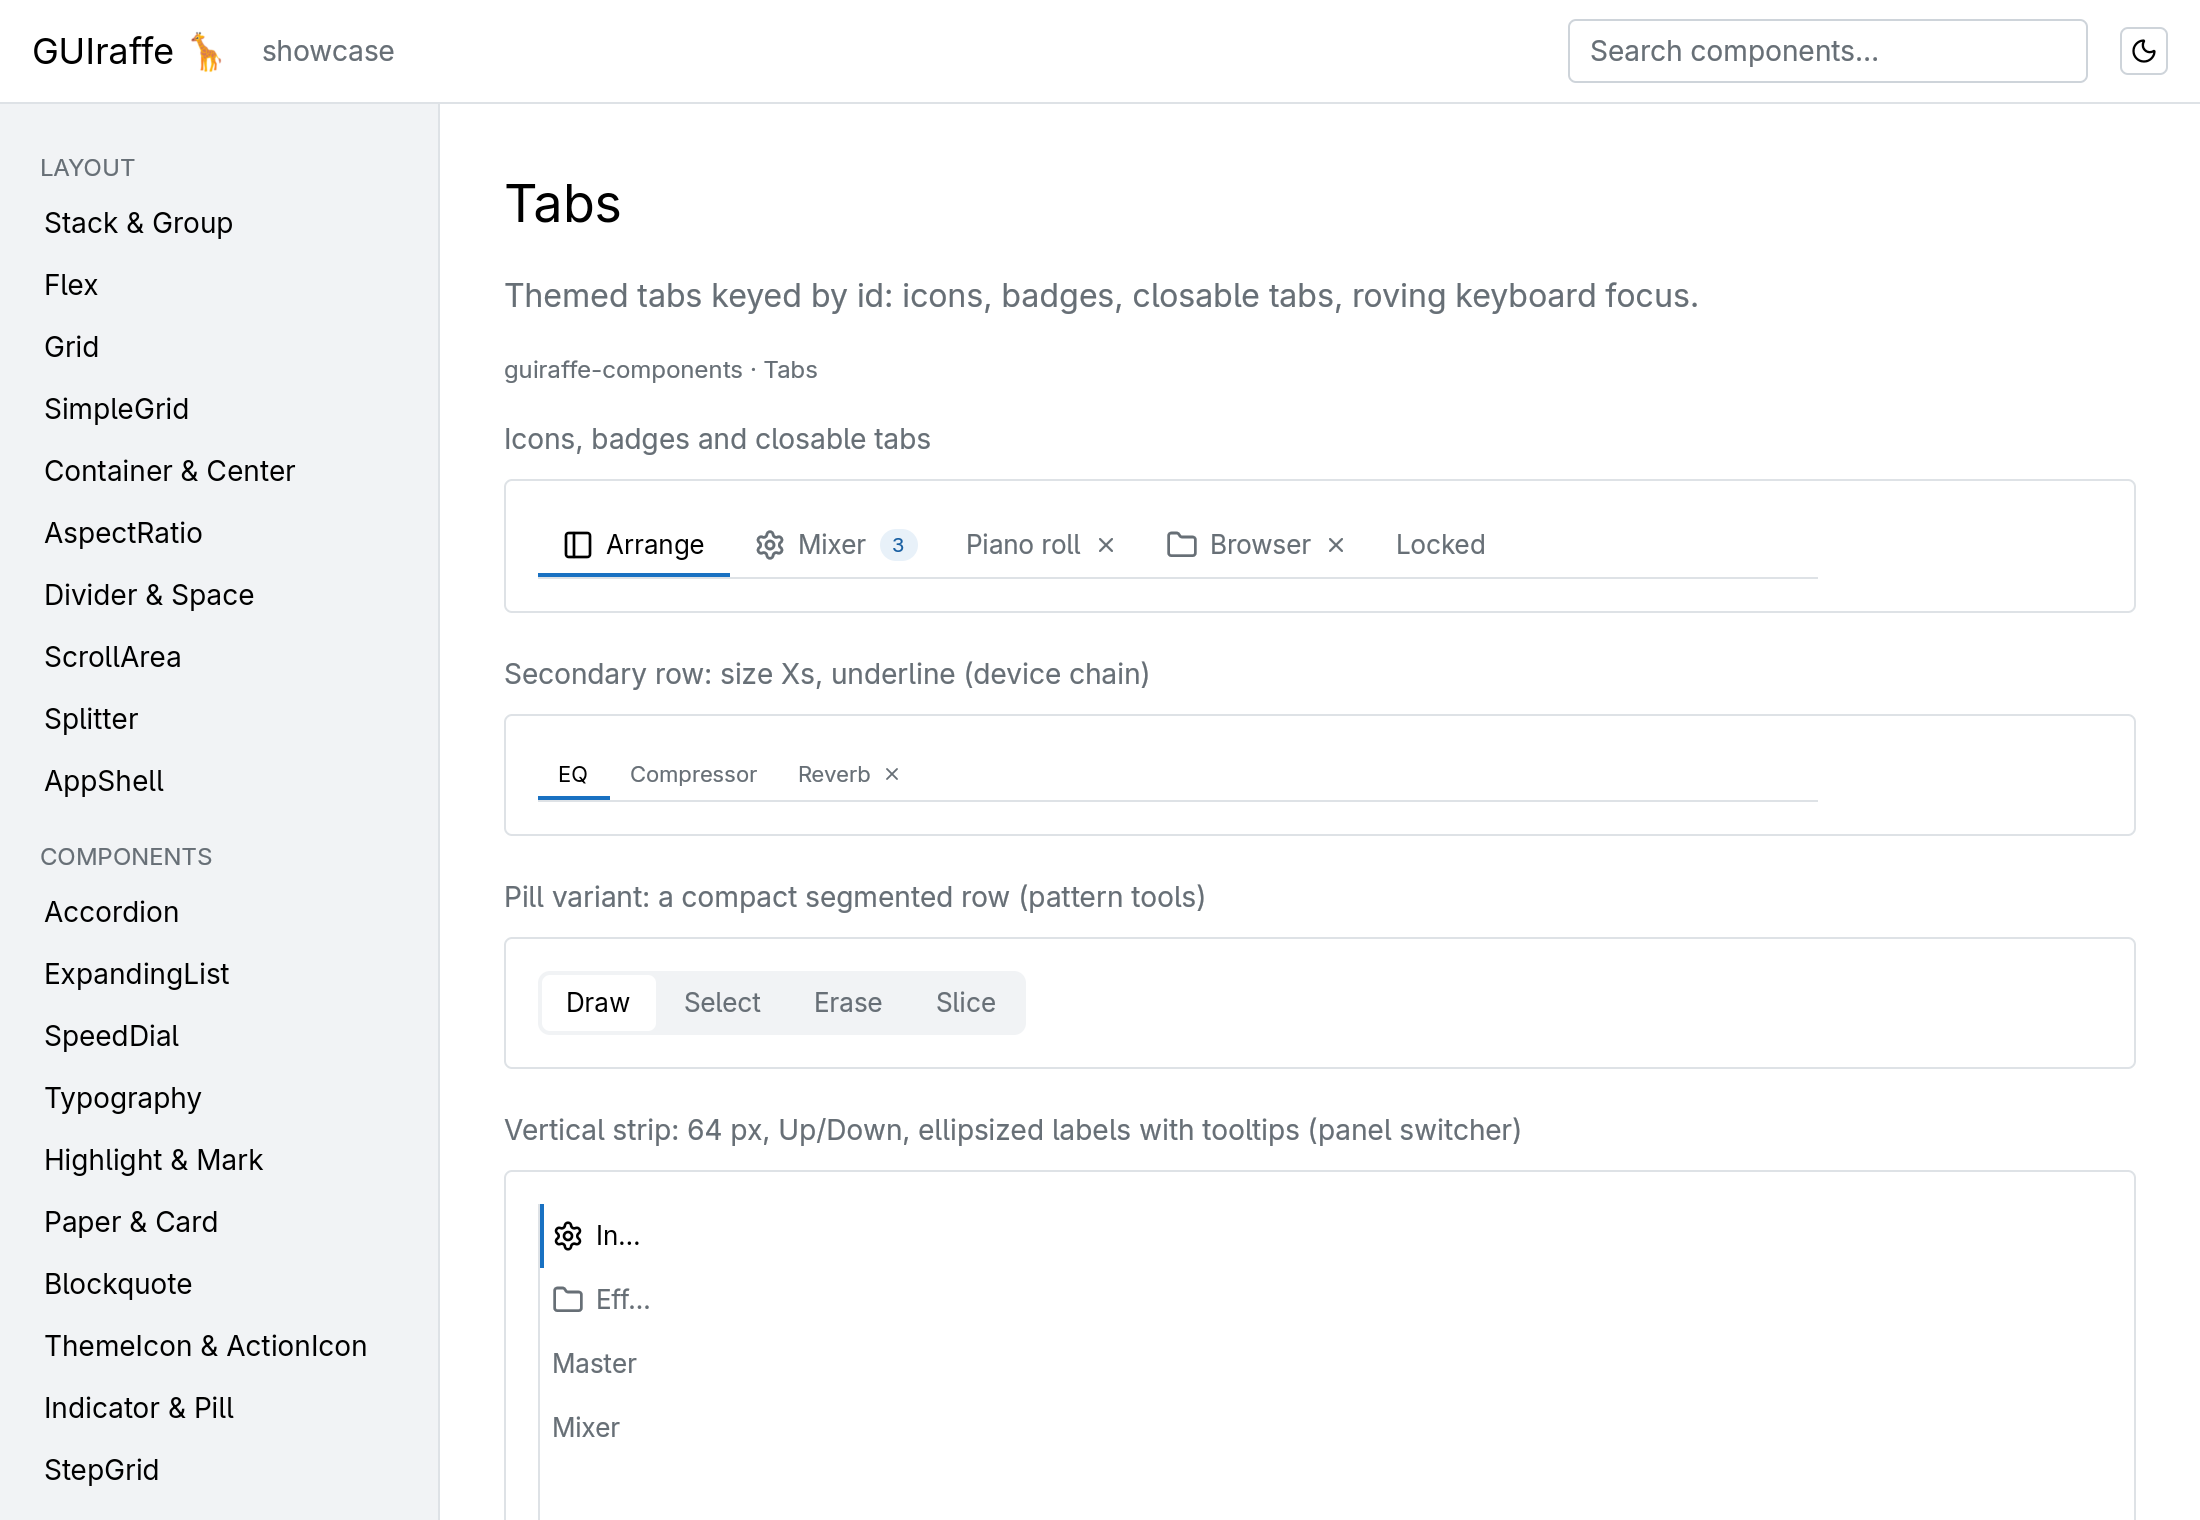 GUIraffe 🦒 showcase
Search components...
LAYOUT
Stack & Group
Flex
Grid
SimpleGrid
Container & Center
AspectRatio
Divider & Space
ScrollArea
Splitter
AppShell
COMPONENTS
Accordion
ExpandingList
SpeedDial
Typography
Highlight & Mark
Paper & Card
Blockquote
ThemeIcon & ActionIcon
Indicator & Pill
StepGrid
Tabs
Themed tabs keyed by id: icons, badges, closable tabs, roving keyboard focus.
guiraffe-components · Tabs
Icons, badges and closable tabs
Arrange Mixer 3 Piano roll × Browser × Locked
Secondary row: size Xs, underline (device chain)
EQ Compressor Reverb ×
Pill variant: a compact segmented row (pattern tools)
Draw Select Erase Slice
Vertical strip: 64 px, Up/Down, ellipsized labels with tooltips (panel switcher)
In...
Eff...
Master
Mixer